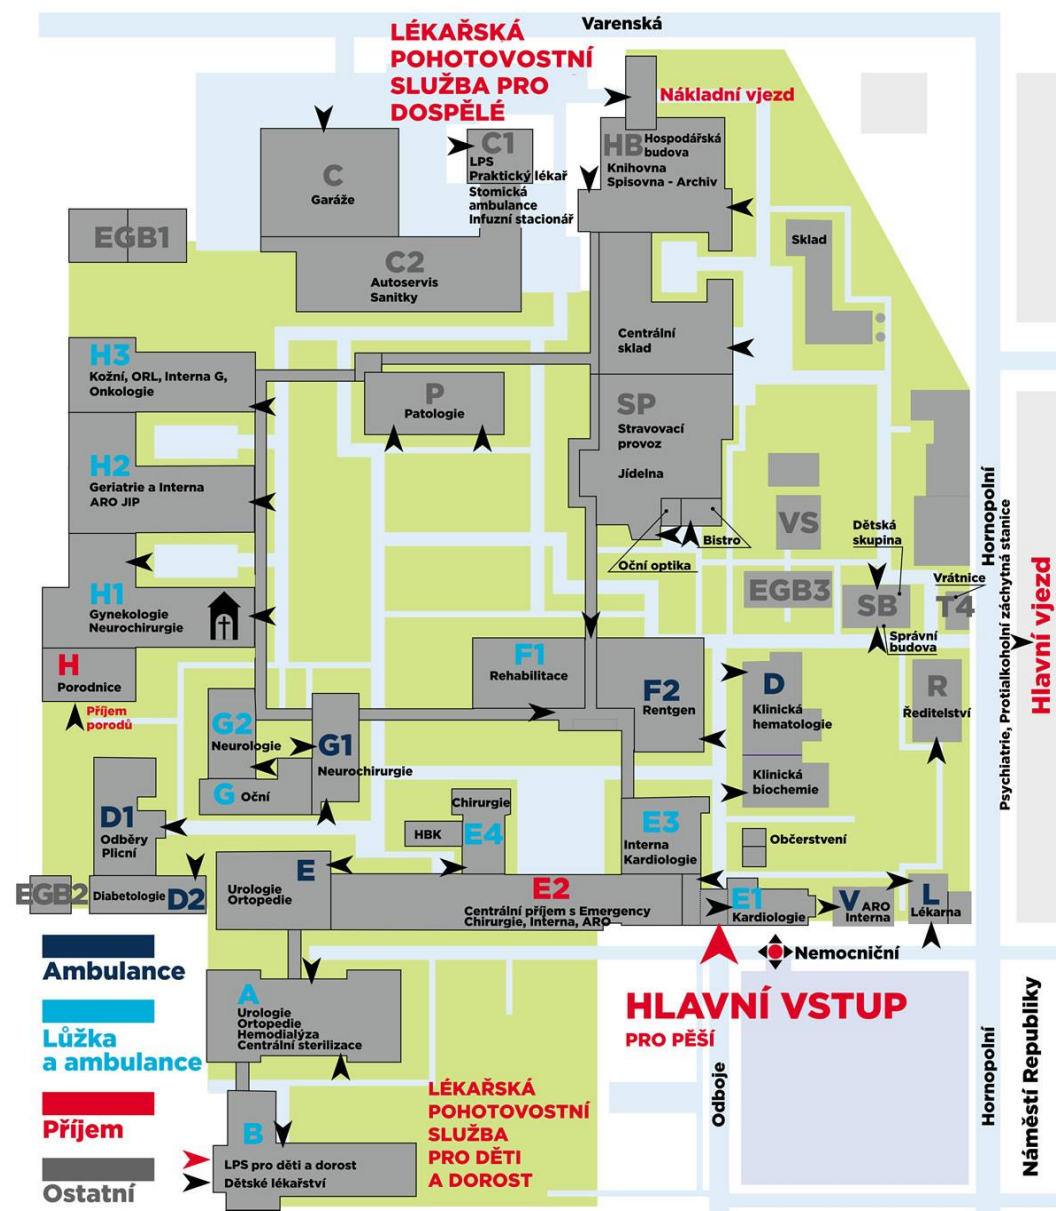 Varenská
LÉKAŘSKÁ
POHOTOVOSTNÍ
SLUŽBA PRO
DOSPĚLÉ
Nákladní vjezd
C
Garáže
C1
LPS
Praktický lékař
Stomická
ambulance
Infuzní stacionář
HB
Hospodářská
budova
Knihovna
Spisovna - Archiv
EGB1
C2
Autoservis
Sanitky
Sklad
Centrální
sklad
H3
Kožní, ORL, Interna G,
Onkologie
P
Patologie
SP
Stravovací
provoz
Jídelna
H2
Geriatrie a Interna
ARO JIP
Bistro
Oční optika
VS
EGB3
Dětská
skupina
SB
Správní
budova
Vrátnice
T4
Hornopolní
Psychiatrie, Protialkoholní záchytná stanice
Hlavní vjezd
H1
Gynekologie
Neurochirurgie
H
Porodnice
Příjem
porodů
F1
Rehabilitace
F2
Rentgen
D
Klinická
hematologie
Klinická
biochemie
R
Ředitelství
G2
Neurologie
G1
Neurochirurgie
G
Oční
D1
Odběry
Plicní
Chirurgie
HBK
E4
E3
Interna
Kardiologie
Občerstvení
EGB2
Diabetologie
D2
E
Urologie
Ortopedie
E2
Centrální příjem s Emergency
Chirurgie, Interna, ARO
E1
Kardiologie
V
ARO
Interna
L
Lékárna
Nemocniční
HLAVNÍ VSTUP
PRO PĚŠÍ
Ambulance
Lůžka
a ambulance
Příjem
Ostatní
A
Urologie
Ortopedie
Hemodialýza
Centrální sterilizace
B
LPS pro děti a dorost
Dětské lékařství
LÉKAŘSKÁ
POHOTOVOSTNÍ
SLUŽBA
PRO DĚTI
A DOROST
Odboje
Hornopolní
Náměstí Republiky